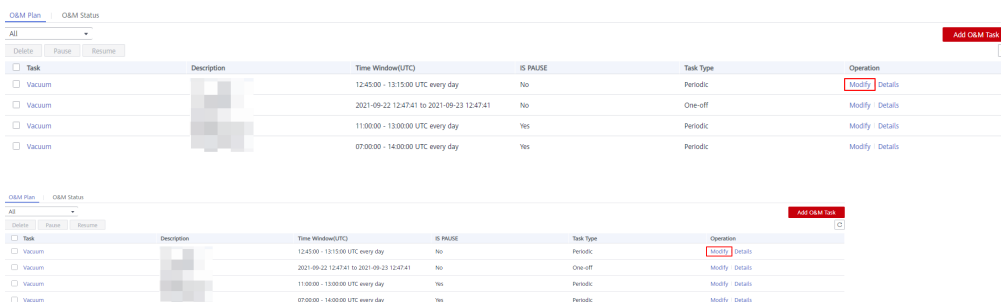 O&M Plan O&M Status
All
Add O&M Task
Delete Pause Resume
Task Description Time Window(UTC) IS PAUSE Task Type Operation
Vacuum 12:45:00 - 13:15:00 UTC every day No Periodic Modify Details
Vacuum 2021-09-22 12:47:41 to 2021-09-23 12:47:41 No One-off Modify Details
Vacuum 11:00:00 - 13:00:00 UTC every day Yes Periodic Modify Details
Vacuum 07:00:00 - 14:00:00 UTC every day Yes Periodic Modify Details
O&M Plan O&M Status
All
Add O&M Task
Delete Pause Resume
Task Description Time Window(UTC) IS PAUSE Task Type Operation
Vacuum 12:45:00 - 13:15:00 UTC every day No Periodic Modify Details
Vacuum 2021-09-22 12:47:41 to 2021-09-23 12:47:41 No One-off Modify Details
Vacuum 11:00:00 - 13:00:00 UTC every day Yes Periodic Modify Details
Vacuum 07:00:00 - 14:00:00 UTC every day Yes Periodic Modify Details